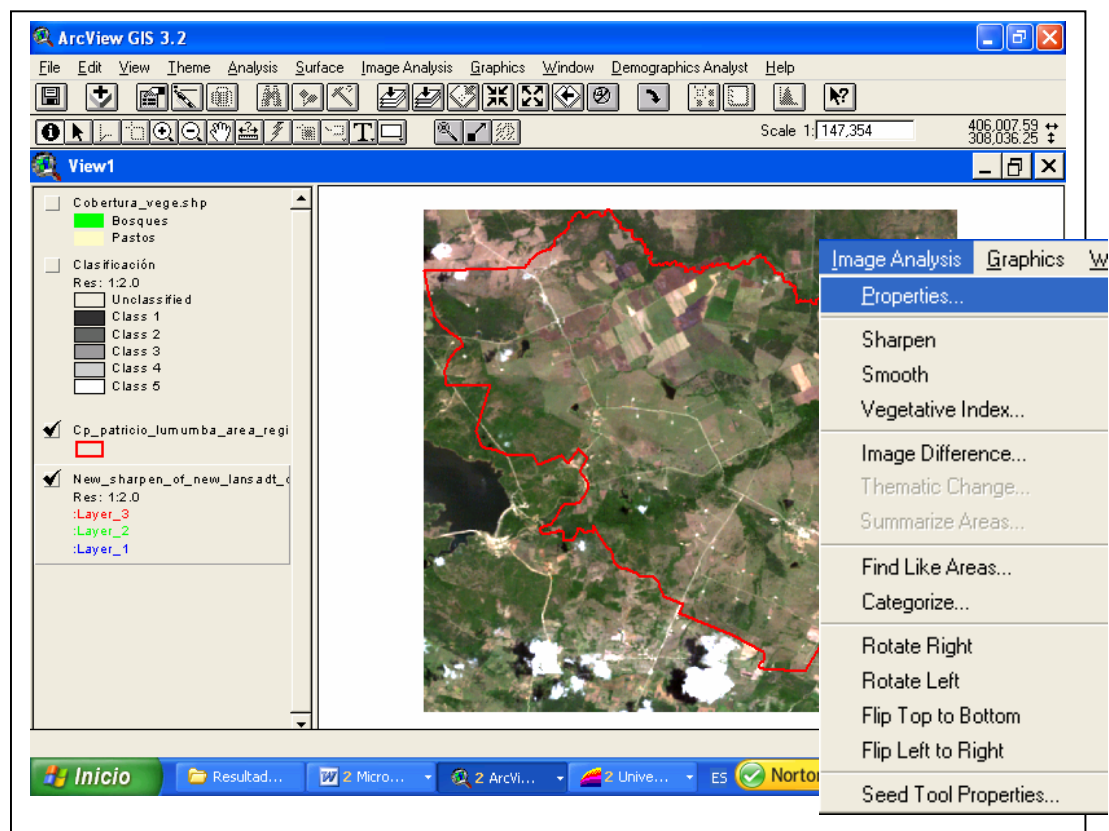 ArcView GIS 3.2
File Edit View Theme Analysis Surface Image Analysis Graphics Window Demographics Analyst Help
Scale 1: 147,354
406,007.59
308,036.25
View1
Cobertura_vege.shp
Bosques
Pastos
Clasificación
Res: 1:2.0
Unclassified
Class 1
Class 2
Class 3
Class 4
Class 5
Cp_patricio_lumumba_area_regi
New_sharpen_of_new_lansadt_c
Res: 1:2.0
:Layer_3
:Layer_2
:Layer_1
Image Analysis Graphics W
Properties...
Sharpen
Smooth
Vegetative Index...
Image Difference...
Thematic Change...
Summarize Areas...
Find Like Areas...
Categorize...
Rotate Right
Rotate Left
Flip Top to Bottom
Flip Left to Right
Seed Tool Properties...
Inicio Resultad... 2 Micro... 2 ArcVi... 2 Unive... ES Norton